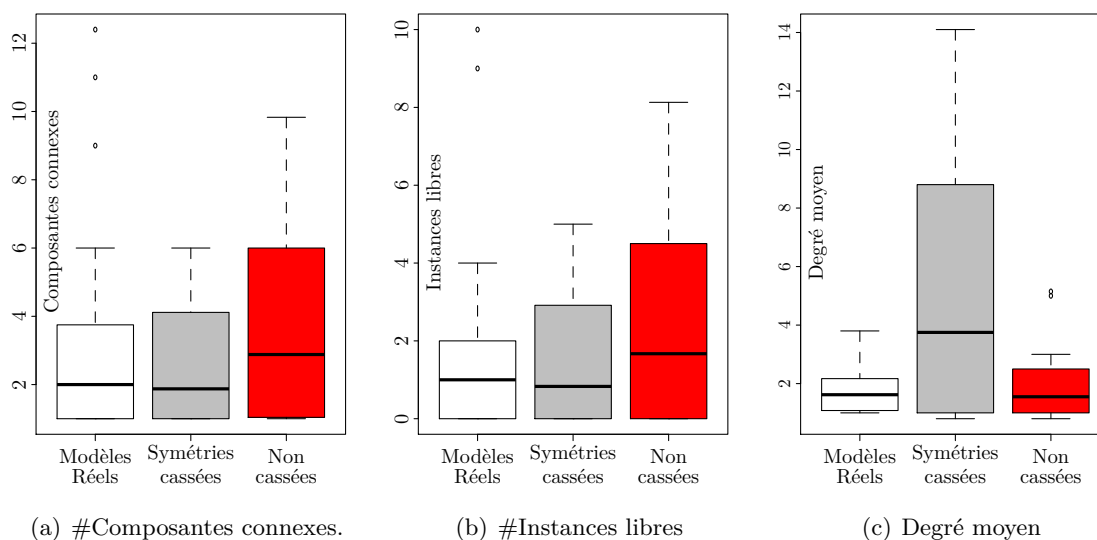 12
10
8
6
4
2
Composantes connexes
Modèles Réels
Symétries cassées
Non cassées
(a) #Composantes connexes.
10
8
6
4
2
0
Instances libres
Modèles Réels
Symétries cassées
Non cassées
(b) #Instances libres
14
12
10
8
6
4
2
Degré moyen
Modèles Réels
Symétries cassées
Non cassées
(c) Degré moyen